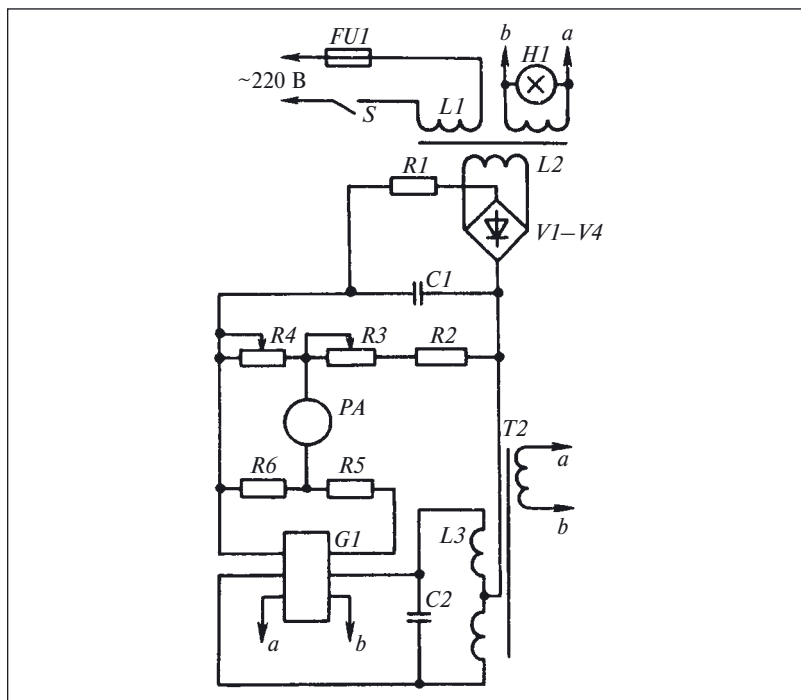 FU1
b a
H1
~220 В
S
L1
L2
R1
V1–V4
C1
R4 R3 R2
PA
T2
a
R6 R5
b
G1
L3
C2
a b